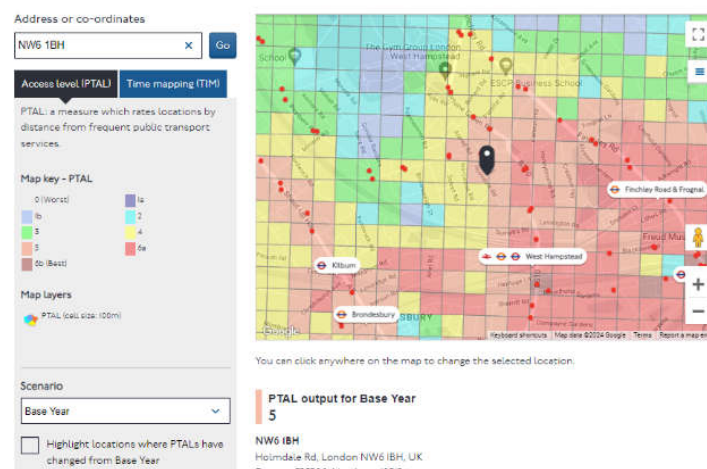 Address or co-ordinates
NW6 1BH × Go
Access level (PTAL) Time mapping (TIM)
PTAL: a measure which rates locations by
distance from frequent public transport
services.
Map key - PTAL
0 (Worst) 1a
1b 2
3 4
5 6a
6b (Best)
Map layers
PTAL (cell size: 100m)
Scenario
Base Year
Highlight locations where PTALs have
changed from Base Year
School
The Gym Group London
West Hampstead
ESCP Business School
Finchley Road & Frognal
Freud Mus
West Hampstead
Kilburn
Brondesbury
SBURY
Google
Keyboard shortcuts Map data ©2024 Google Terms Report a map er
You can click anywhere on the map to change the selected location.
PTAL output for Base Year
5
NW6 1BH
Holmdale Rd, London NW6 1BH, UK